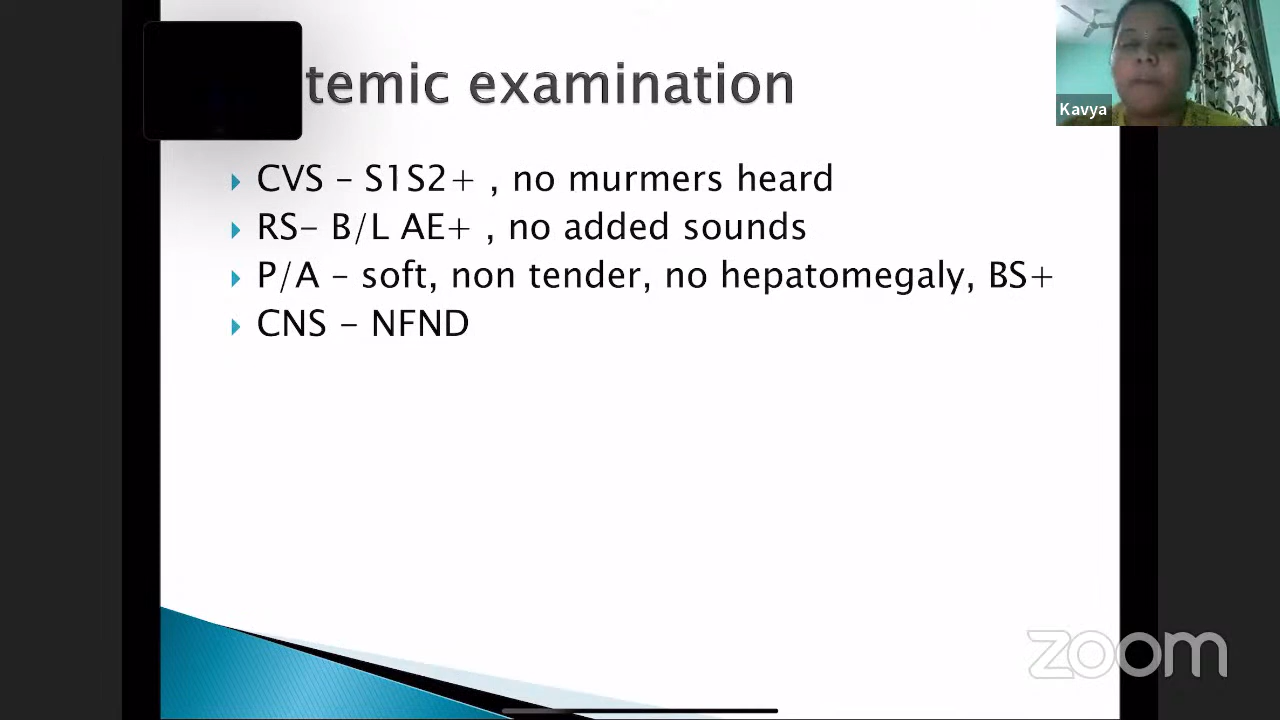 temic examination
Kavya
CVS – S1S2+ , no murmers heard
RS– B/L AE+ , no added sounds
P/A – soft, non tender, no hepatomegaly, BS+
CNS – NFND
zoom